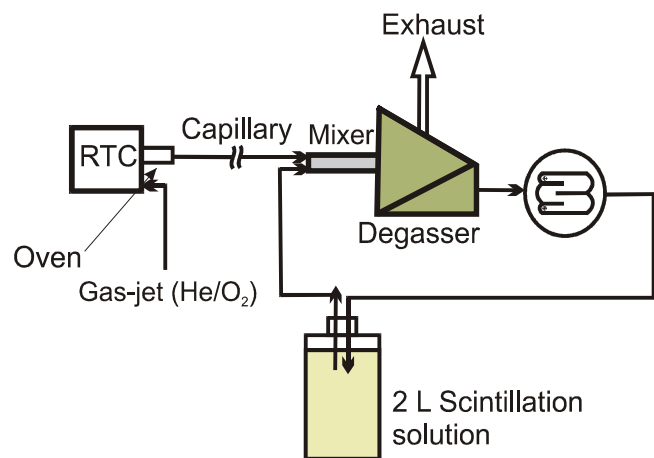 Exhaust
Capillary
Mixer
RTC
Oven
Degasser
Gas-jet (He/O₂)
2 L Scintillation
solution